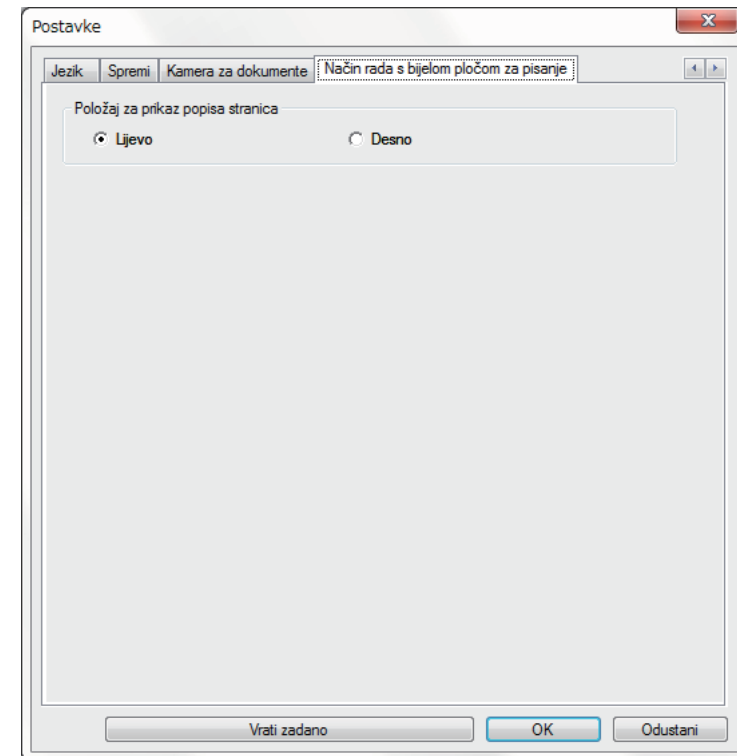 Postavke
Jezik Spremi Kamera za dokumente Način rada s bijelom pločom za pisanje
Položaj za prikaz popisa stranica
Lijevo Desno
Vrati zadano OK Odustani